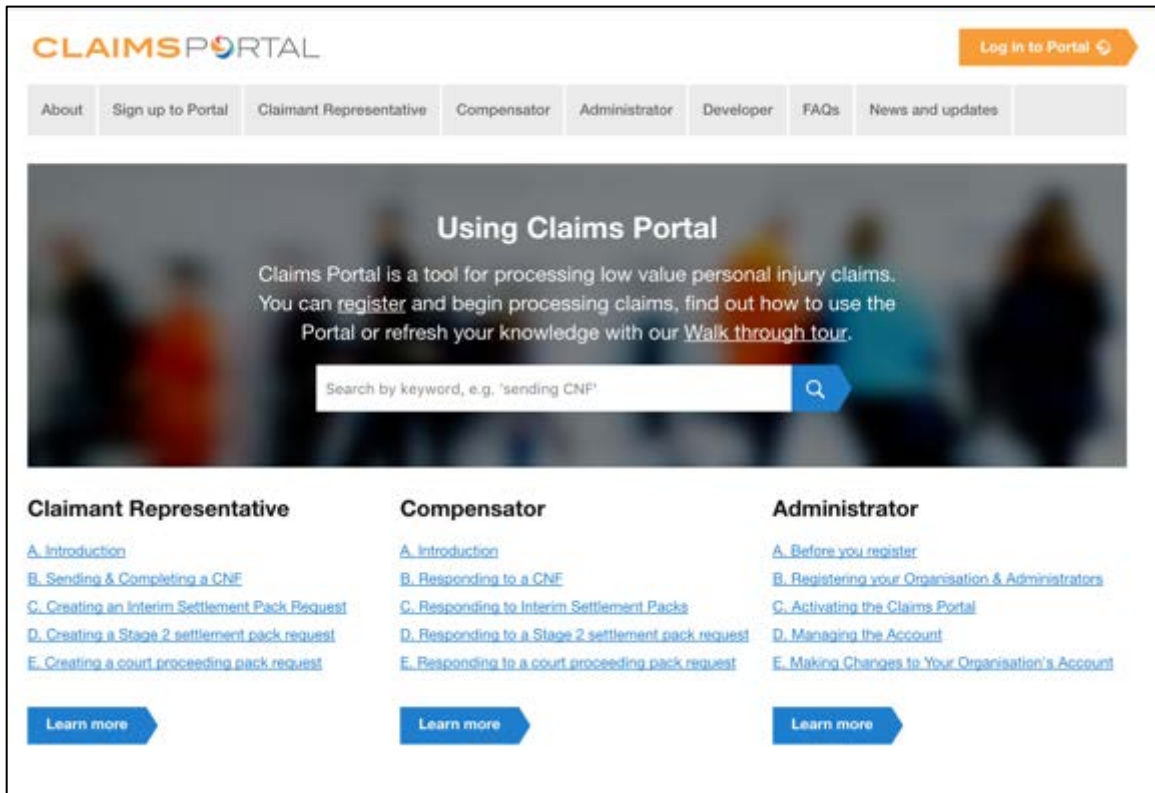 CLAIMSPORTAL
Log in to Portal
About Sign up to Portal Claimant Representative Compensator Administrator Developer FAQs News and updates
Using Claims Portal
Claims Portal is a tool for processing low value personal injury claims.
You can register and begin processing claims, find out how to use the
Portal or refresh your knowledge with our Walk through tour.
Search by keyword, e.g. 'sending CNF'
Claimant Representative
A. Introduction
B. Sending & Completing a CNF
C. Creating an Interim Settlement Pack Request
D. Creating a Stage 2 settlement pack request
E. Creating a court proceeding pack request
Learn more
Compensator
A. Introduction
B. Responding to a CNF
C. Responding to Interim Settlement Packs
D. Responding to a Stage 2 settlement pack request
E. Responding to a court proceeding pack request
Learn more
Administrator
A. Before you register
B. Registering your Organisation & Administrators
C. Activating the Claims Portal
D. Managing the Account
E. Making Changes to Your Organisation's Account
Learn more